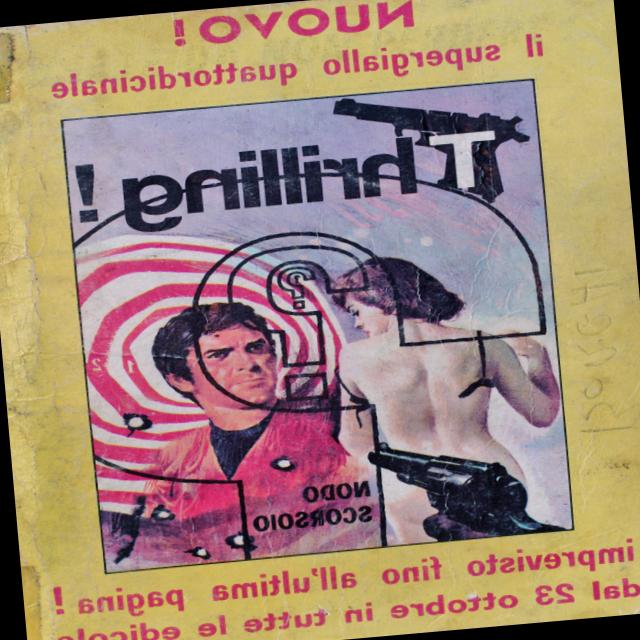 NUOVO!
il supergiallo quattordicinale
Thrilling!
NODO
SCORSOIO
imprevisto fino all'ultima pagina!
dal 23 ottobre in tutte le edicole